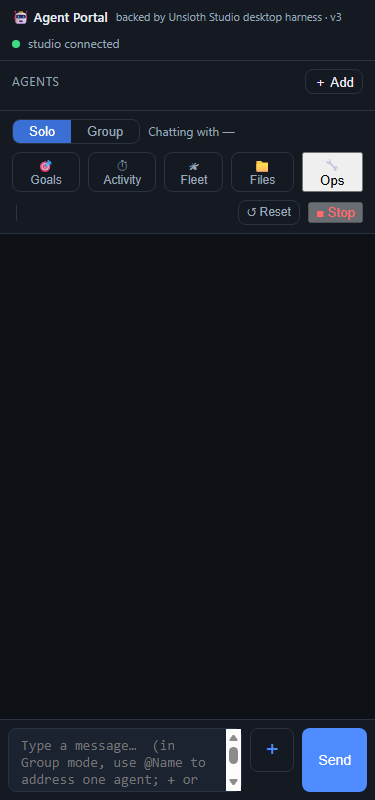 Agent Portal backed by Unsloth Studio desktop harness · v3
studio connected
AGENTS
+ Add
Solo Group Chatting with —
Goals Activity Fleet Files Ops
↺ Reset ■ Stop
Type a message… (in
Group mode, use @Name to
address one agent; + or
+
Send